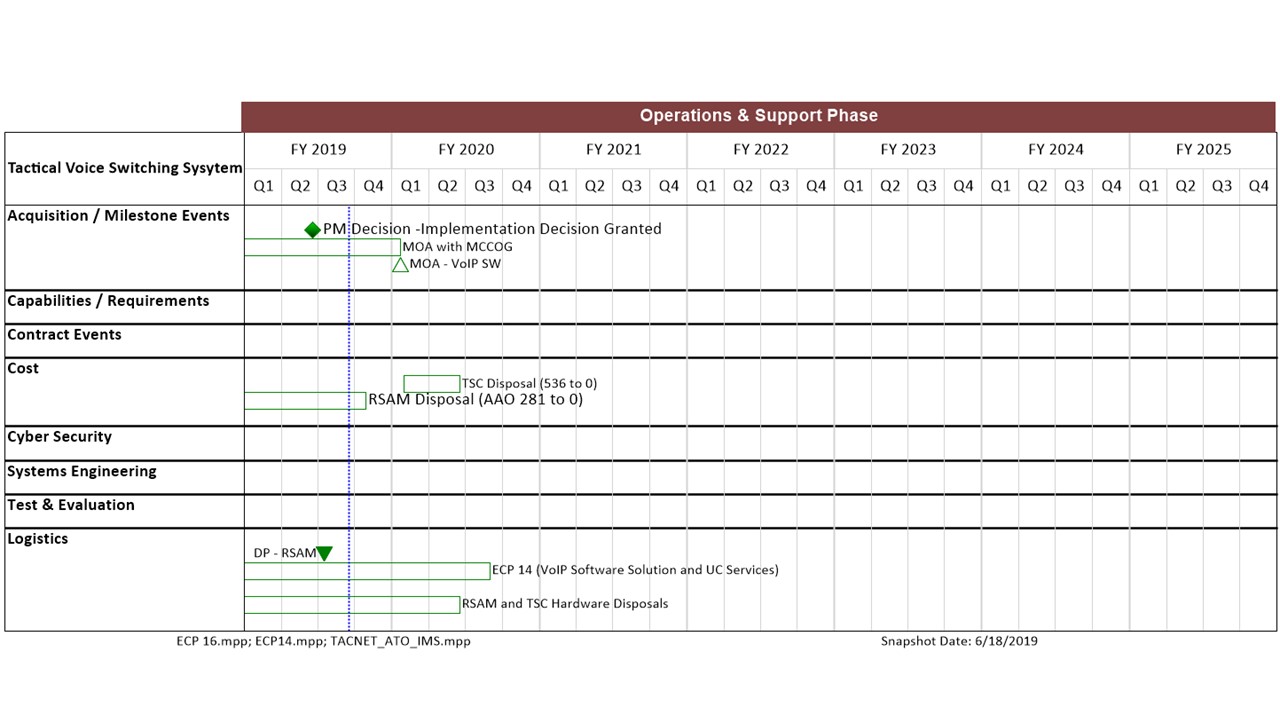 Operations & Support Phase
Tactical Voice Switching Sysytem
FY 2019 FY 2020 FY 2021 FY 2022 FY 2023 FY 2024 FY 2025
Q1 Q2 Q3 Q4 Q1 Q2 Q3 Q4 Q1 Q2 Q3 Q4 Q1 Q2 Q3 Q4 Q1 Q2 Q3 Q4 Q1 Q2 Q3 Q4 Q1 Q2 Q3 Q4
Acquisition / Milestone Events
PM Decision -Implementation Decision Granted
MOA with MCCOG
MOA - VoIP SW
Capabilities / Requirements
Contract Events
Cost
TSC Disposal (536 to 0)
RSAM Disposal (AAO 281 to 0)
Cyber Security
Systems Engineering
Test & Evaluation
Logistics
DP - RSAM
ECP 14 (VoIP Software Solution and UC Services)
RSAM and TSC Hardware Disposals
ECP 16.mpp; ECP14.mpp; TACNET_ATO_IMS.mpp Snapshot Date: 6/18/2019